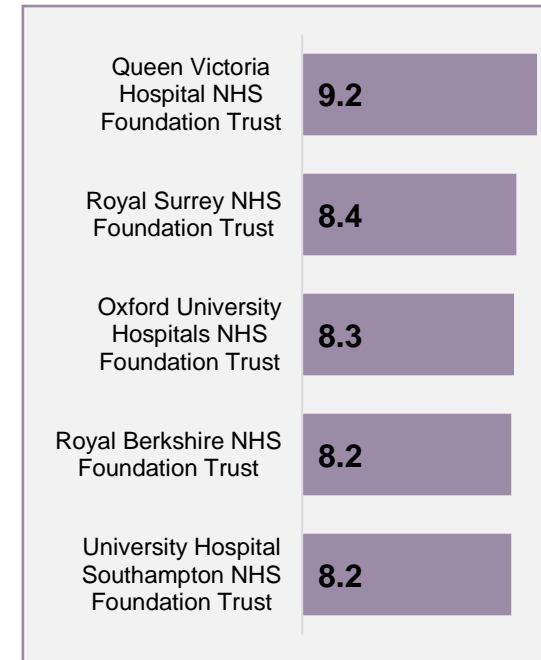 Queen Victoria
Hospital NHS
Foundation Trust
9.2
Royal Surrey NHS
Foundation Trust
8.4
Oxford University
Hospitals NHS
Foundation Trust
8.3
Royal Berkshire NHS
Foundation Trust
8.2
University Hospital
Southampton NHS
Foundation Trust
8.2